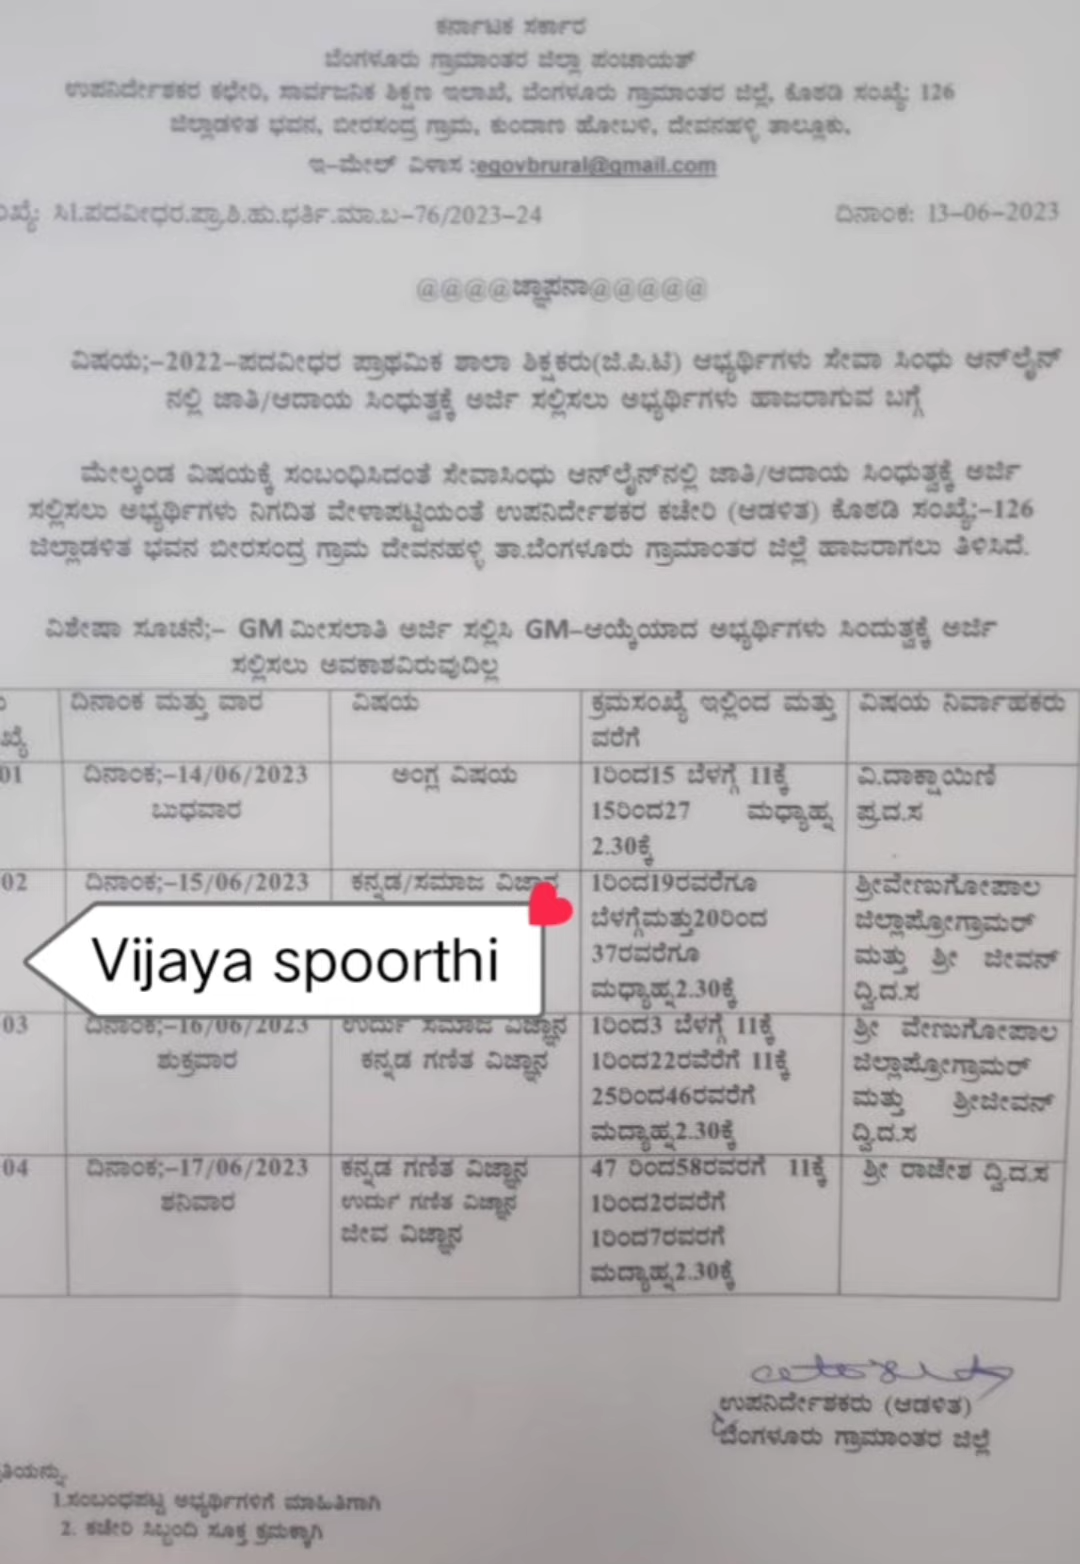 ಕರ್ನಾಟಕ ಸರ್ಕಾರ
ಬೆಂಗಳೂರು ಗ್ರಾಮಾಂತರ ಜಿಲ್ಲಾ ಪಂಚಾಯತ್
ಉಪನಿರ್ದೇಶಕರ ಕಛೇರಿ, ಸಾರ್ವಜನಿಕ ಶಿಕ್ಷಣ ಇಲಾಖೆ, ಬೆಂಗಳೂರು ಗ್ರಾಮಾಂತರ ಜಿಲ್ಲೆ, ಕೊಠಡಿ ಸಂಖ್ಯೆ: 126
ಜಿಲ್ಲಾಡಳಿತ ಭವನ, ಬೀರಸಂದ್ರ ಗ್ರಾಮ, ಕುಂದಾಣ ಹೋಬಳಿ, ದೇವನಹಳ್ಳಿ ತಾಲ್ಲೂಕು.
ಇ-ಮೇಲ್ ವಿಳಾಸ :egovbrural@gmail.com
ಸಿ1.ಪದವೀಧರ.ಪ್ರಾ.ಶಿ.ಹು.ಭರ್ತಿ.ಮಾ.ಬ-76/2023-24 ದಿನಾಂಕ: 13-06-2023
@@@@ಜ್ಞಾಪನಾ@@@@@
ವಿಷಯ;-2022-ಪದವೀಧರ ಪ್ರಾಥಮಿಕ ಶಾಲಾ ಶಿಕ್ಷಕರು(ಜಿ.ಪಿ.ಟಿ) ಆಭ್ಯರ್ಥಿಗಳು ಸೇವಾ ಸಿಂಧು ಆನ್‌ಲೈನ್
ನಲ್ಲಿ ಜಾತಿ/ಆದಾಯ ಸಿಂಧುತ್ವಕ್ಕೆ ಅರ್ಜಿ ಸಲ್ಲಿಸಲು ಅಭ್ಯರ್ಥಿಗಳು ಹಾಜರಾಗುವ ಬಗ್ಗೆ
ಮೇಲ್ಕಂಡ ವಿಷಯಕ್ಕೆ ಸಂಬಂಧಿಸಿದಂತೆ ಸೇವಾಸಿಂಧು ಆನ್‌ಲೈನ್‌ನಲ್ಲಿ ಜಾತಿ/ಆದಾಯ ಸಿಂಧುತ್ವಕ್ಕೆ ಅರ್ಜಿ
ಸಲ್ಲಿಸಲು ಅಭ್ಯರ್ಥಿಗಳು ನಿಗದಿತ ವೇಳಾಪಟ್ಟಿಯಂತೆ ಉಪನಿರ್ದೇಶಕರ ಕಚೇರಿ (ಆಡಳಿತ) ಕೊಠಡಿ ಸಂಖ್ಯೆ:-126
ಜಿಲ್ಲಾಡಳಿತ ಭವನ ಬೀರಸಂದ್ರ ಗ್ರಾಮ ದೇವನಹಳ್ಳಿ ತಾ.ಬೆಂಗಳೂರು ಗ್ರಾಮಾಂತರ ಜಿಲ್ಲೆ ಹಾಜರಾಗಲು ತಿಳಿಸಿದೆ.
ವಿಶೇಷಾ ಸೂಚನೆ;- GM ಮೀಸಲಾತಿ ಅರ್ಜಿ ಸಲ್ಲಿಸಿ GM-ಆಯ್ಕೆಯಾದ ಅಭ್ಯರ್ಥಿಗಳು ಸಿಂದುತ್ವಕ್ಕೆ ಅರ್ಜಿ
ಸಲ್ಲಿಸಲು ಅವಕಾಶವಿರುವುದಿಲ್ಲ
ದಿನಾಂಕ ಮತ್ತು ವಾರ ವಿಷಯ ಕ್ರಮಸಂಖ್ಯೆ ಇಲ್ಲಿಂದ ಮತ್ತು ವಿಷಯ ನಿರ್ವಾಹಕರು
ವರೆಗೆ
01 ದಿನಾಂಕ;-14/06/2023 ಆಂಗ್ಲ ವಿಷಯ 1ರಿಂದ15 ಬೆಳಗ್ಗೆ 11ಕ್ಕೆ ವಿ.ದಾಕ್ಷಾಯಿಣಿ
ಬುಧವಾರ 15ರಿಂದ27 ಮಧ್ಯಾಹ್ನ ಪ್ರ.ದ.ಸ
2.30ಕ್ಕೆ
02 ದಿನಾಂಕ;-15/06/2023 ಕನ್ನಡ/ಸಮಾಜ ವಿಜ್ಞಾನ 1ರಿಂದ19ರವರೆಗೂ ಶ್ರೀವೇಣುಗೋಪಾಲ
ಬೆಳಗ್ಗೆಮತ್ತು20ರಿಂದ ಜಿಲ್ಲಾಪ್ರೋಗ್ರಾಮರ್
Vijaya spoorthi 37ರವರೆಗೂ ಮತ್ತು ಶ್ರೀ ಜೀವನ್
ಮಧ್ಯಾಹ್ನ2.30ಕ್ಕೆ ದ್ವಿ.ದ.ಸ
03 ದಿನಾಂಕ;-16/06/2023 ಉರ್ದು ಸಮಾಜ ವಿಜ್ಞಾನ 1ರಿಂದ3 ಬೆಳಗ್ಗೆ 11ಕ್ಕೆ ಶ್ರೀ ವೇಣುಗೋಪಾಲ
ಶುಕ್ರವಾರ ಕನ್ನಡ ಗಣಿತ ವಿಜ್ಞಾನ 1ರಿಂದ22ರವೆರೆಗೆ 11ಕ್ಕೆ ಜಿಲ್ಲಾಪ್ರೋಗ್ರಾಮರ್
25ರಿಂದ46ರವರೆಗೆ ಮತ್ತು ಶ್ರೀಜೀವನ್
ಮದ್ಯಾಹ್ನ2.30ಕ್ಕೆ ದ್ವಿ.ದ.ಸ
04 ದಿನಾಂಕ;-17/06/2023 ಕನ್ನಡ ಗಣಿತ ವಿಜ್ಞಾನ 47 ರಿಂದ58ರವರಗೆ 11ಕ್ಕೆ ಶ್ರೀ ರಾಜೇಶ ದ್ವಿ.ದ.ಸ
ಶನಿವಾರ ಉರ್ದು ಗಣಿತ ವಿಜ್ಞಾನ 1ರಿಂದ2ರವರೆಗೆ
ಜೀವ ವಿಜ್ಞಾನ 1ರಿಂದ7ರವರಗೆ
ಮದ್ಯಾಹ್ನ2.30ಕ್ಕೆ
ಉಪನಿರ್ದೇಶಕರು (ಆಡಳಿತ)
ಬೆಂಗಳೂರು ಗ್ರಾಮಾಂತರ ಜಿಲ್ಲೆ
1.ಸಂಬಂಧಪಟ್ಟ ಅಭ್ಯರ್ಥಿಗಳಿಗೆ ಮಾಹಿತಿಗಾಗಿ
2. ಕಚೇರಿ ಸಿಬ್ಬಂದಿ ಸೂಕ್ತ ಕ್ರಮಕ್ಕಾಗಿ